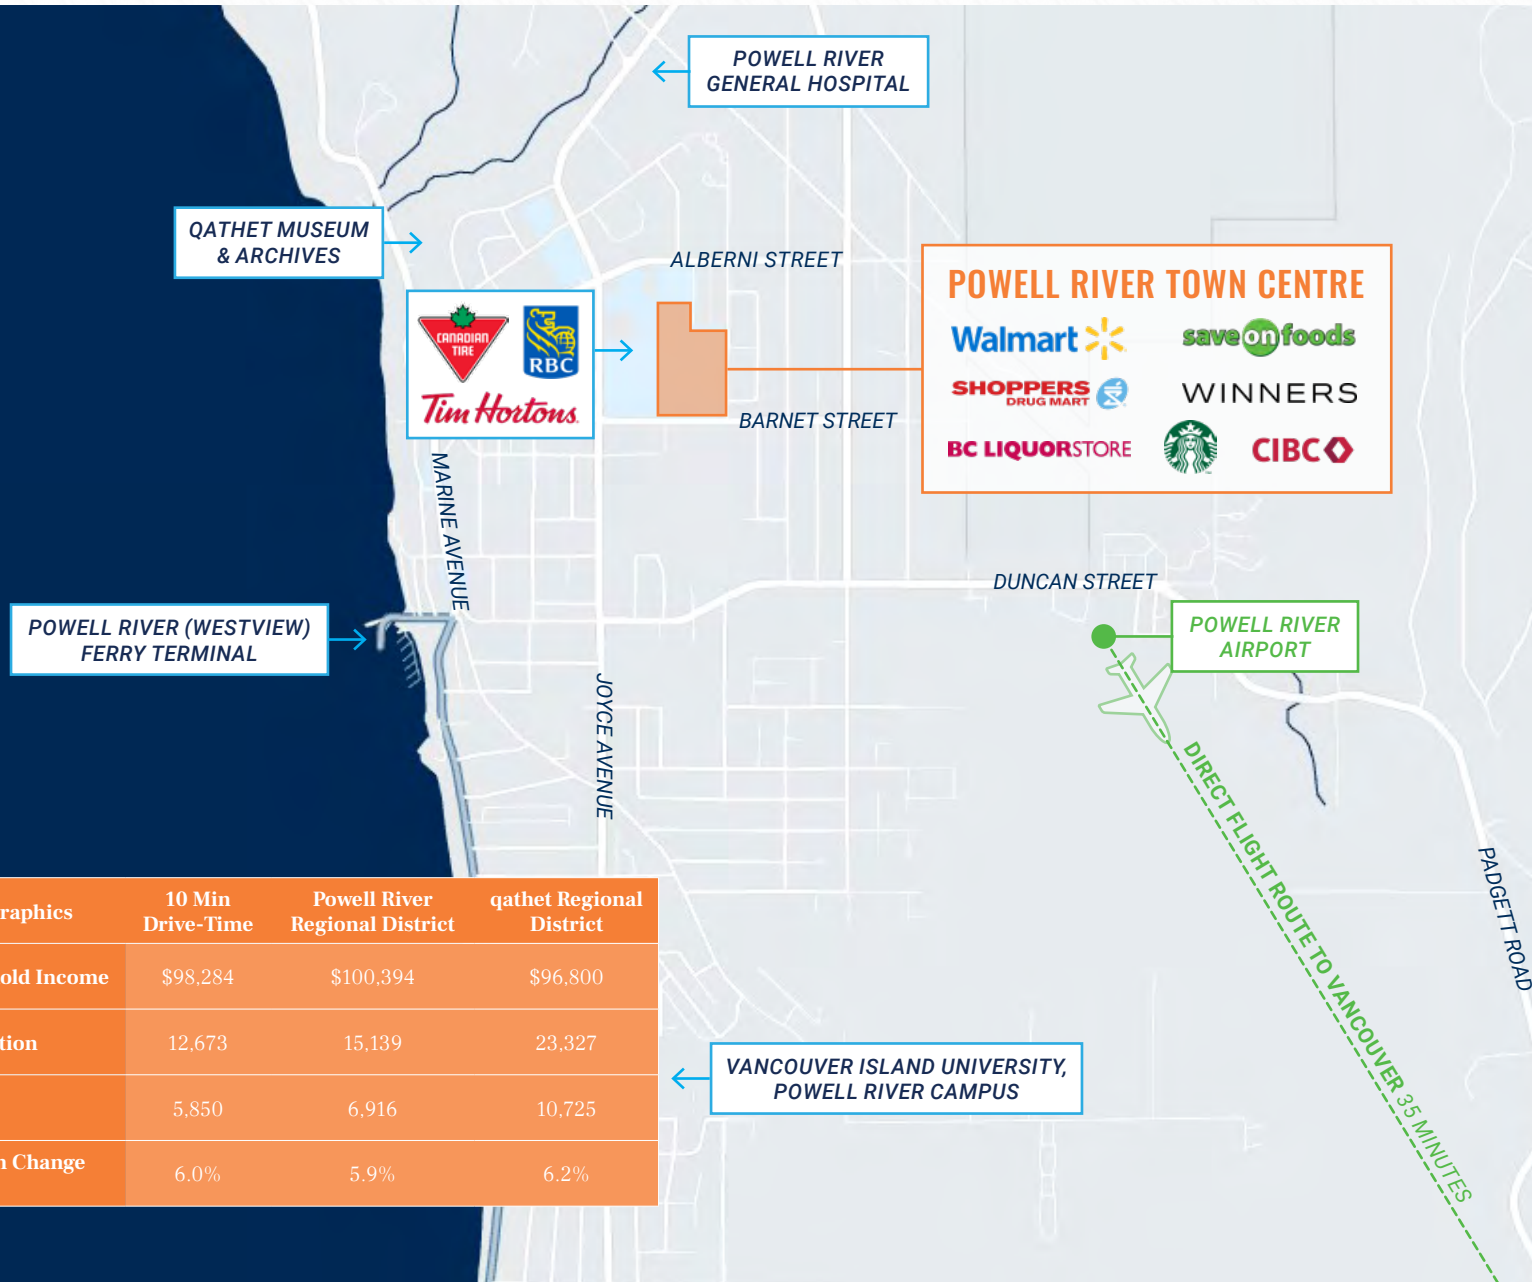 POWELL RIVER
GENERAL HOSPITAL
QATHET MUSEUM
& ARCHIVES
ALBERNI STREET
CANADIAN
TIRE
RBC
Tim Hortons
BARNET STREET
POWELL RIVER TOWN CENTRE
Walmart
save on foods
SHOPPERS
DRUG MART
WINNERS
BC LIQUORSTORE
CIBC
MARINE AVENUE
DUNCAN STREET
POWELL RIVER (WESTVIEW)
FERRY TERMINAL
POWELL RIVER
AIRPORT
JOYCE AVENUE
DIRECT FLIGHT ROUTE TO VANCOUVER 35 MINUTES
PADGETT ROAD
raphics 10 Min Drive-Time Powell River Regional District qathet Regional District
old Income $98,284 $100,394 $96,800
tion 12,673 15,139 23,327
5,850 6,916 10,725
n Change 6.0% 5.9% 6.2%
VANCOUVER ISLAND UNIVERSITY,
POWELL RIVER CAMPUS